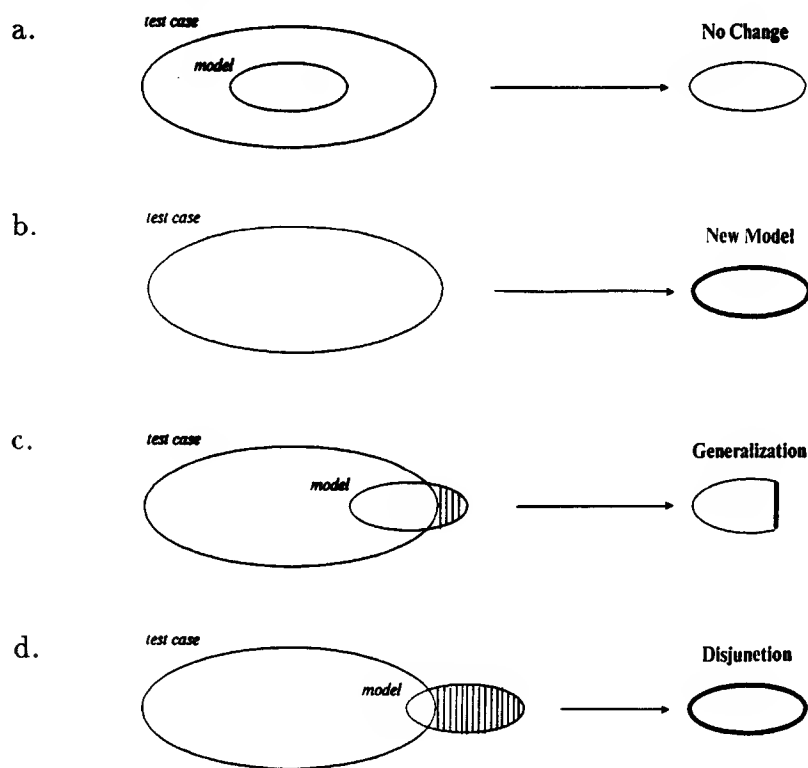 a.
test case
model
No Change
b.
test case
New Model
c.
test case
model
Generalization
d.
test case
model
Disjunction